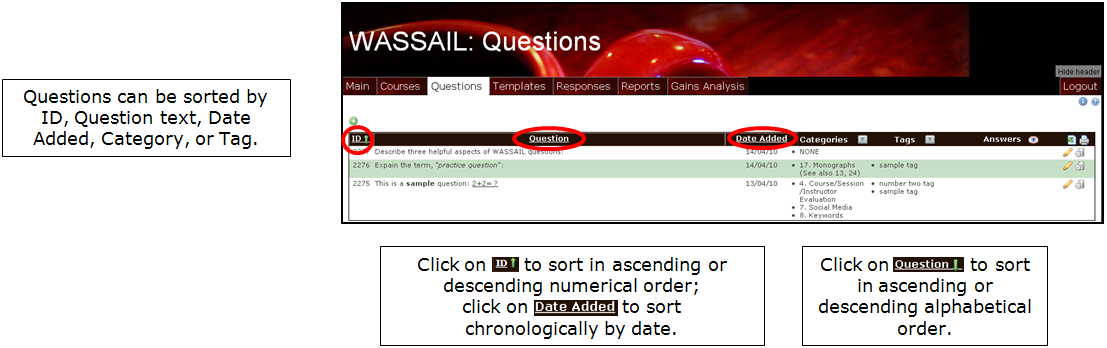 WASSAIL: Questions
Hide header
Main Courses Questions Templates Responses Reports Gains Analysis Logout
Questions can be sorted by
ID, Question text, Date
Added, Category, or Tag.
ID Question Date Added Categories Tags Answers
Describe three helpful aspects of WASSAIL questions: 14/04/10 NONE
2276 Expain the term, "practice question": 14/04/10 17. Monographs sample tag
(See also 13, 24)
2275 This is a sample question: 2+2= ? 13/04/10 4. Course/Session number two tag
/Instructor sample tag
Evaluation
7. Social Media
8. Keywords
Click on ID to sort in ascending or
descending numerical order;
click on Date Added to sort
chronologically by date.
Click on Question to sort
in ascending or
descending alphabetical
order.